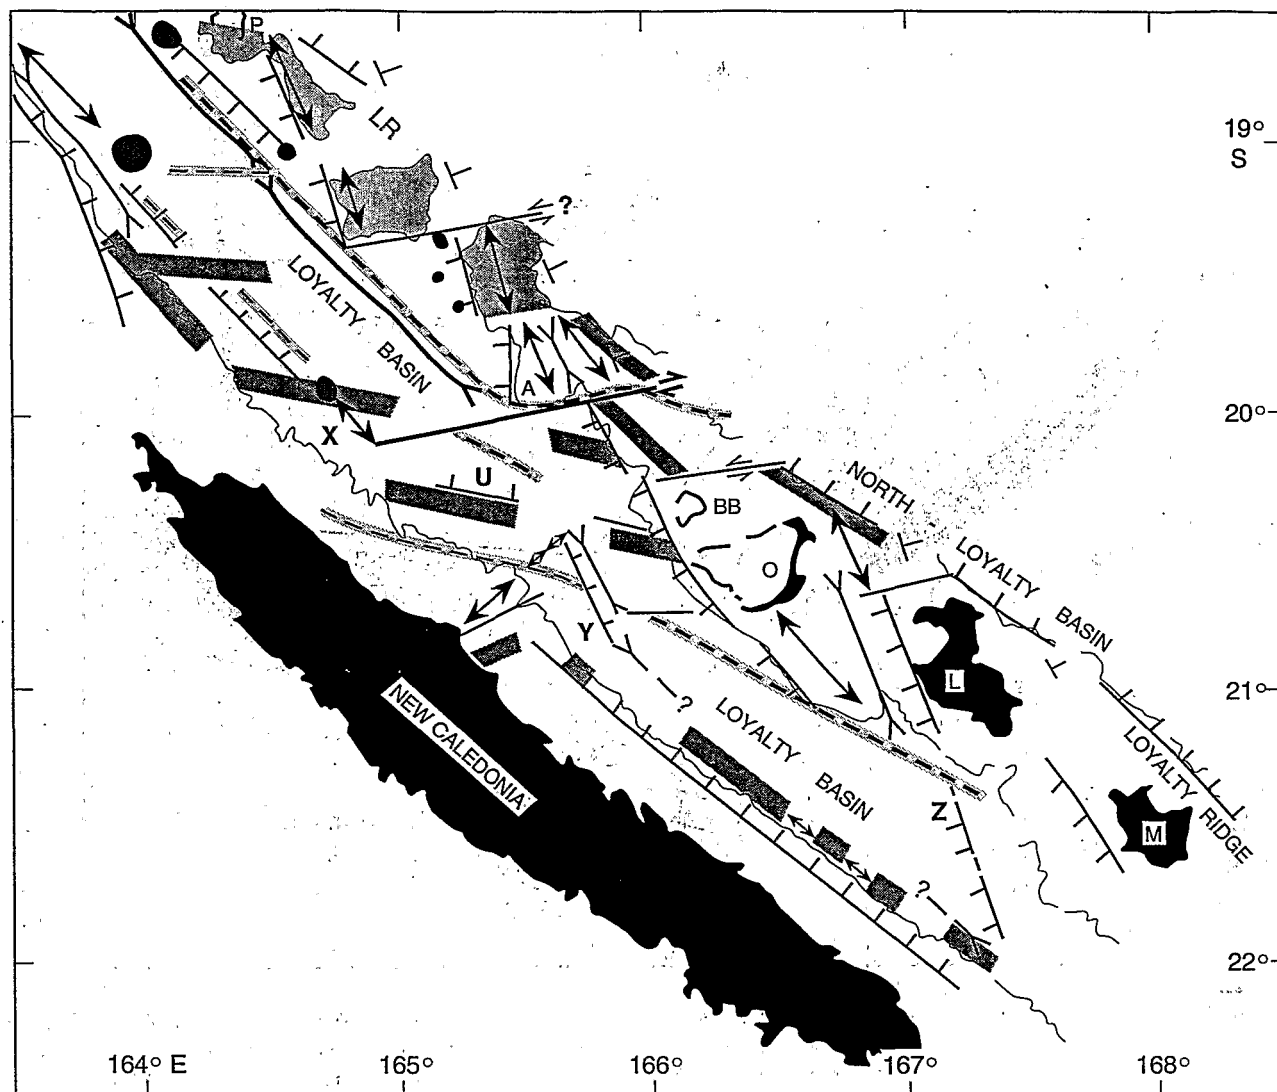 P
LR
19°
S
?
LOYALTY
BASIN
A
20°
X
U
BB
NORTH
LOYALTY
BASIN
O
Y
L
21°
NEW CALEDONIA
?
LOYALTY
BASIN
LOYALTY RIDGE
Z
M
?
22°
164° E
165°
166°
167°
168°